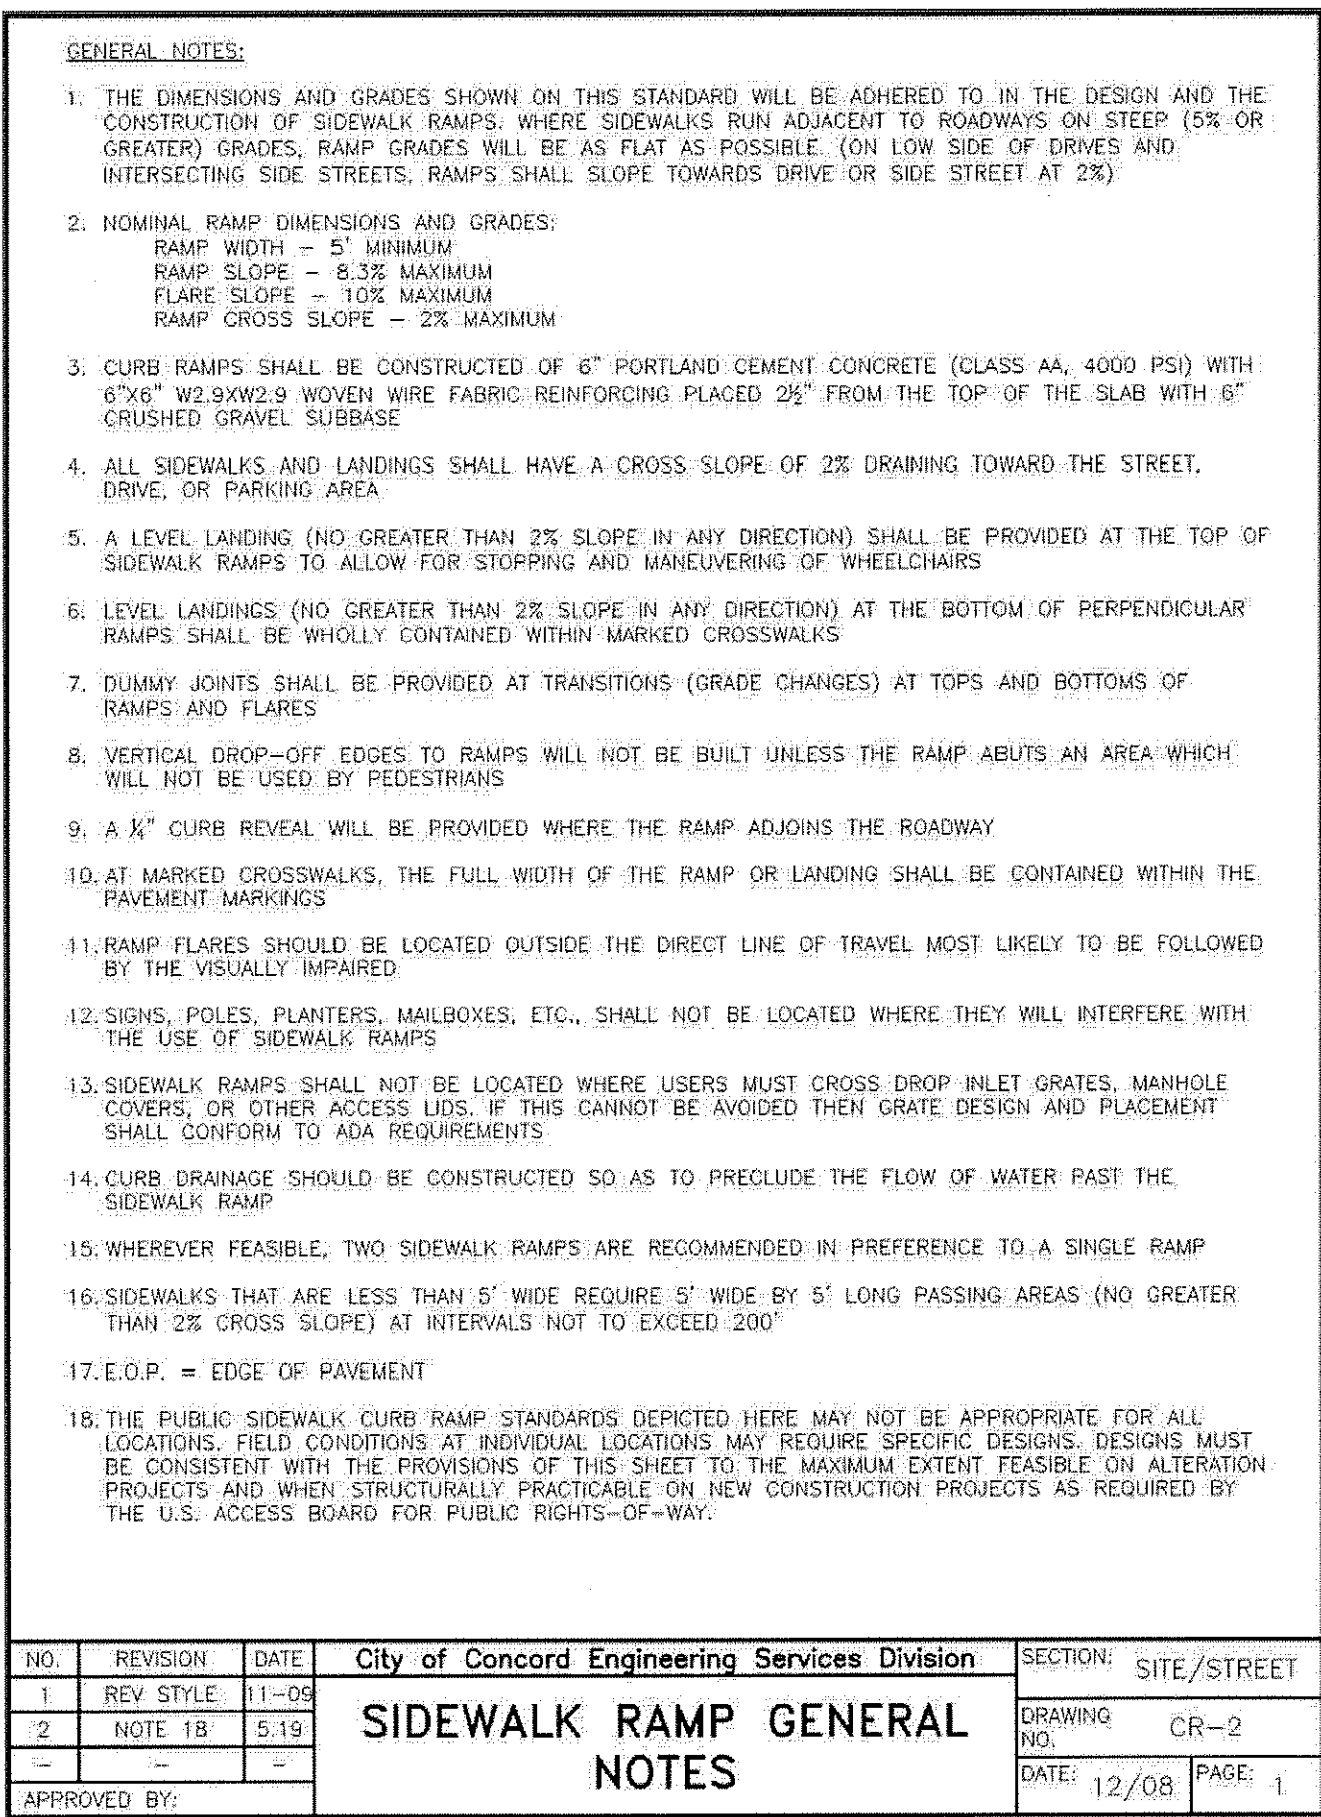 GENERAL NOTES:
1. THE DIMENSIONS AND GRADES SHOWN ON THIS STANDARD WILL BE ADHERED TO IN THE DESIGN AND THE
CONSTRUCTION OF SIDEWALK RAMPS. WHERE SIDEWALKS RUN ADJACENT TO ROADWAYS ON STEEP (5% OR
GREATER) GRADES, RAMP GRADES WILL BE AS FLAT AS POSSIBLE. (ON LOW SIDE OF DRIVES AND
INTERSECTING SIDE STREETS, RAMPS SHALL SLOPE TOWARDS DRIVE OR SIDE STREET AT 2%)
2. NOMINAL RAMP DIMENSIONS AND GRADES:
RAMP WIDTH – 5' MINIMUM
RAMP SLOPE – 8.3% MAXIMUM
FLARE SLOPE – 10% MAXIMUM
RAMP CROSS SLOPE – 2% MAXIMUM
3. CURB RAMPS SHALL BE CONSTRUCTED OF 6" PORTLAND CEMENT CONCRETE (CLASS AA, 4000 PSI) WITH
6"X6" W2.9XW2.9 WOVEN WIRE FABRIC REINFORCING PLACED 2½" FROM THE TOP OF THE SLAB WITH 6"
CRUSHED GRAVEL SUBBASE
4. ALL SIDEWALKS AND LANDINGS SHALL HAVE A CROSS SLOPE OF 2% DRAINING TOWARD THE STREET,
DRIVE, OR PARKING AREA
5. A LEVEL LANDING (NO GREATER THAN 2% SLOPE IN ANY DIRECTION) SHALL BE PROVIDED AT THE TOP OF
SIDEWALK RAMPS TO ALLOW FOR STOPPING AND MANEUVERING OF WHEELCHAIRS
6. LEVEL LANDINGS (NO GREATER THAN 2% SLOPE IN ANY DIRECTION) AT THE BOTTOM OF PERPENDICULAR
RAMPS SHALL BE WHOLLY CONTAINED WITHIN MARKED CROSSWALKS
7. DUMMY JOINTS SHALL BE PROVIDED AT TRANSITIONS (GRADE CHANGES) AT TOPS AND BOTTOMS OF
RAMPS AND FLARES
8. VERTICAL DROP-OFF EDGES TO RAMPS WILL NOT BE BUILT UNLESS THE RAMP ABUTS AN AREA WHICH
WILL NOT BE USED BY PEDESTRIANS
9. A ¼" CURB REVEAL WILL BE PROVIDED WHERE THE RAMP ADJOINS THE ROADWAY
10. AT MARKED CROSSWALKS, THE FULL WIDTH OF THE RAMP OR LANDING SHALL BE CONTAINED WITHIN THE
PAVEMENT MARKINGS
11. RAMP FLARES SHOULD BE LOCATED OUTSIDE THE DIRECT LINE OF TRAVEL MOST LIKELY TO BE FOLLOWED
BY THE VISUALLY IMPAIRED
12. SIGNS, POLES, PLANTERS, MAILBOXES, ETC., SHALL NOT BE LOCATED WHERE THEY WILL INTERFERE WITH
THE USE OF SIDEWALK RAMPS
13. SIDEWALK RAMPS SHALL NOT BE LOCATED WHERE USERS MUST CROSS DROP INLET GRATES, MANHOLE
COVERS, OR OTHER ACCESS LIDS. IF THIS CANNOT BE AVOIDED THEN GRATE DESIGN AND PLACEMENT
SHALL CONFORM TO ADA REQUIREMENTS
14. CURB DRAINAGE SHOULD BE CONSTRUCTED SO AS TO PRECLUDE THE FLOW OF WATER PAST THE
SIDEWALK RAMP
15. WHEREVER FEASIBLE, TWO SIDEWALK RAMPS ARE RECOMMENDED IN PREFERENCE TO A SINGLE RAMP
16. SIDEWALKS THAT ARE LESS THAN 5' WIDE REQUIRE 5' WIDE BY 5' LONG PASSING AREAS (NO GREATER
THAN 2% CROSS SLOPE) AT INTERVALS NOT TO EXCEED 200'
17. E.O.P. = EDGE OF PAVEMENT
18. THE PUBLIC SIDEWALK CURB RAMP STANDARDS DEPICTED HERE MAY NOT BE APPROPRIATE FOR ALL
LOCATIONS. FIELD CONDITIONS AT INDIVIDUAL LOCATIONS MAY REQUIRE SPECIFIC DESIGNS. DESIGNS MUST
BE CONSISTENT WITH THE PROVISIONS OF THIS SHEET TO THE MAXIMUM EXTENT FEASIBLE ON ALTERATION
PROJECTS AND WHEN STRUCTURALLY PRACTICABLE ON NEW CONSTRUCTION PROJECTS AS REQUIRED BY
THE U.S. ACCESS BOARD FOR PUBLIC RIGHTS-OF-WAY.
NO. REVISION DATE
1 REV STYLE 11-09
2 NOTE 18 5.19
– – –
APPROVED BY:
City of Concord Engineering Services Division
SIDEWALK RAMP GENERAL
NOTES
SECTION: SITE/STREET
DRAWING NO. CR-2
DATE: 12/08 PAGE: 1